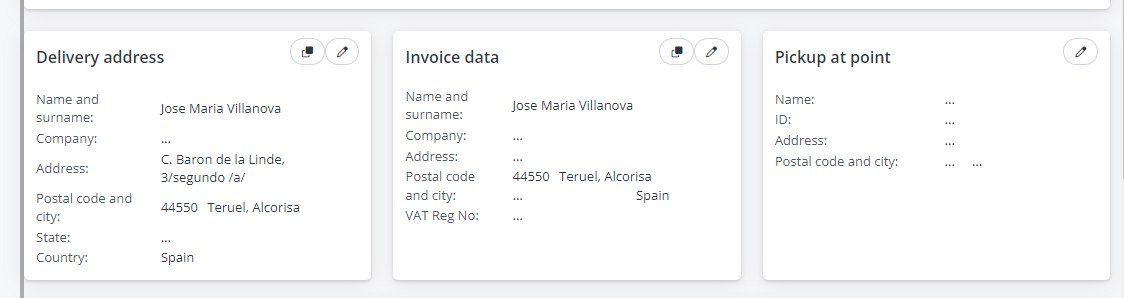 Delivery address
Name and
surname: Jose Maria Villanova
Company: ...
Address: C. Baron de la Linde,
3/segundo /a/
Postal code and
city: 44550 Teruel, Alcorisa
State: ...
Country: Spain
Invoice data
Name and
surname: Jose Maria Villanova
Company: ...
Address: ...
Postal code 44550 Teruel, Alcorisa
and city: ... Spain
VAT Reg No: ...
Pickup at point
Name: ...
ID: ...
Address: ...
Postal code and city: ... ...